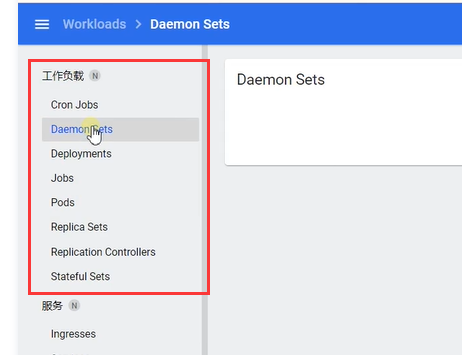 Workloads > Daemon Sets
工作负载 N
Cron Jobs
Daemon Sets
Deployments
Jobs
Pods
Replica Sets
Replication Controllers
Stateful Sets
服务 N
Ingresses
Daemon Sets